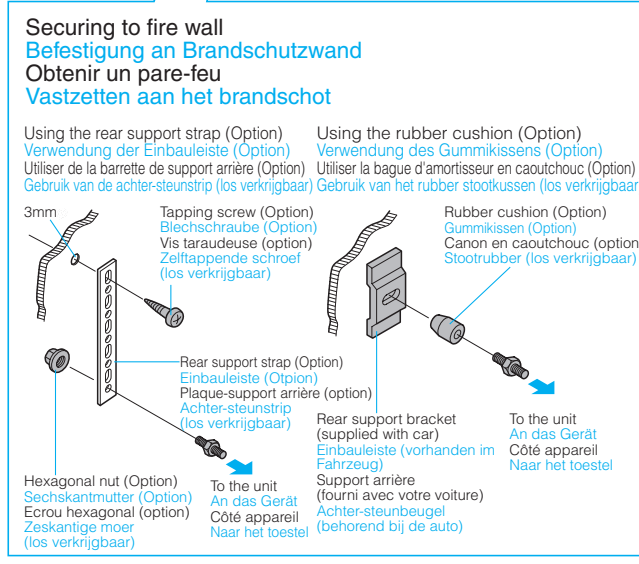 Securing to fire wall
Befestigung an Brandschutzwand
Obtenir un pare-feu
Vastzetten aan het brandschot
Using the rear support strap (Option)
Verwendung der Einbauleiste (Option)
Utiliser de la barrette de support arrière (Option)
Gebruik van de achter-steunstrip (los verkrijgbaar)
3mm
Tapping screw (Option)
Blechschraube (Option)
Vis taraudeuse (option)
Zelftappende schroef
(los verkrijgbaar)
Rear support strap (Option)
Einbauleiste (Otpion)
Plaque-support arrière (option)
Achter-steunstrip
(los verkrijgbaar)
Hexagonal nut (Option)
Sechskantmutter (Option)
Ecrou hexagonal (option)
Zeskantige moer
(los verkrijgbaar)
To the unit
An das Gerät
Côté appareil
Naar het toestel
Using the rubber cushion (Option)
Verwendung des Gummikissens (Option)
Utiliser la bague d'amortisseur en caoutchouc (Option)
Gebruik van het rubber stootkussen (los verkrijgbaar
Rubber cushion (Option)
Gummikissen (Option)
Canon en caoutchouc (option
Stootrubber (los verkrijgbaar)
Rear support bracket
(supplied with car)
Einbauleiste (vorhanden im
Fahrzeug)
Support arrière
(fourni avec votre voiture)
Achter-steunbeugel
(behorend bij de auto)
To the unit
An das Gerät
Côté appareil
Naar het toestel